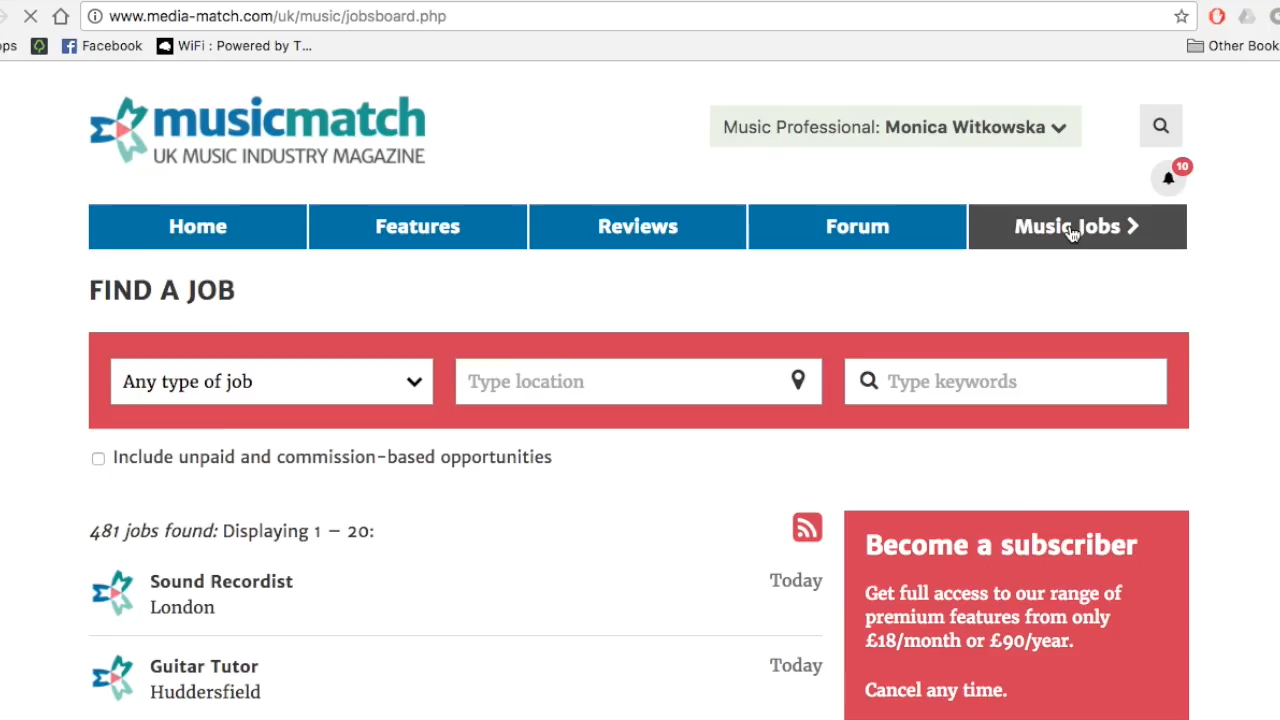 www.media-match.com/uk/music/jobsboard.php
ops Facebook WiFi : Powered by T... Other Book
musicmatch
UK MUSIC INDUSTRY MAGAZINE
Music Professional: Monica Witkowska
10
Home Features Reviews Forum Music Jobs
FIND A JOB
Any type of job Type location Type keywords
Include unpaid and commission-based opportunities
481 jobs found: Displaying 1 – 20:
Sound Recordist Today
London
Guitar Tutor Today
Huddersfield
Become a subscriber
Get full access to our range of
premium features from only
£18/month or £90/year.
Cancel any time.